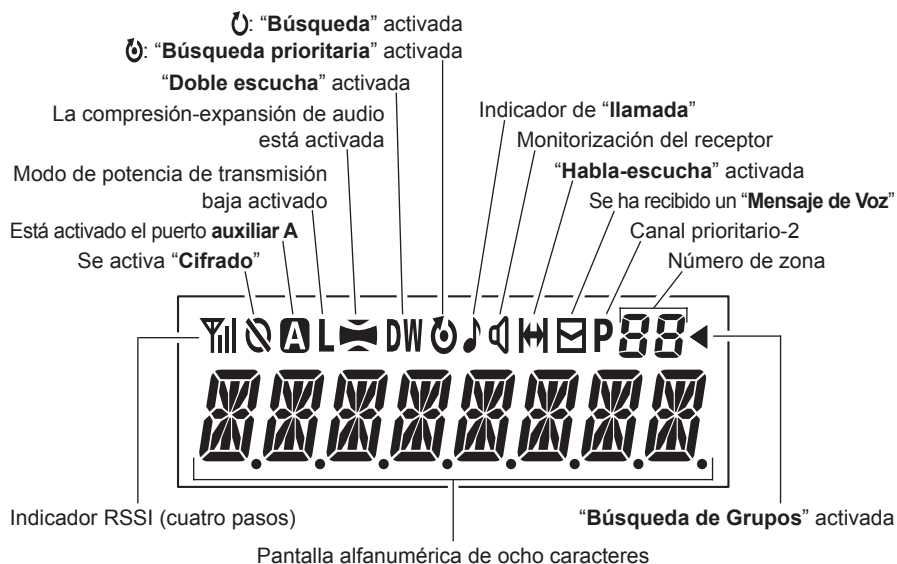 : “Búsqueda” activada
: “Búsqueda prioritaria” activada
“Doble escucha” activada
La compresión-expansión de audio
está activada
Modo de potencia de transmisión
baja activado
Está activado el puerto auxiliar A
Se activa “Cifrado”
Indicador de “llamada”
Monitorización del receptor
“Habla-escucha” activada
Se ha recibido un “Mensaje de Voz”
Canal prioritario-2
Número de zona
A L DW P 88
Indicador RSSI (cuatro pasos)
“Búsqueda de Grupos” activada
Pantalla alfanumérica de ocho caracteres